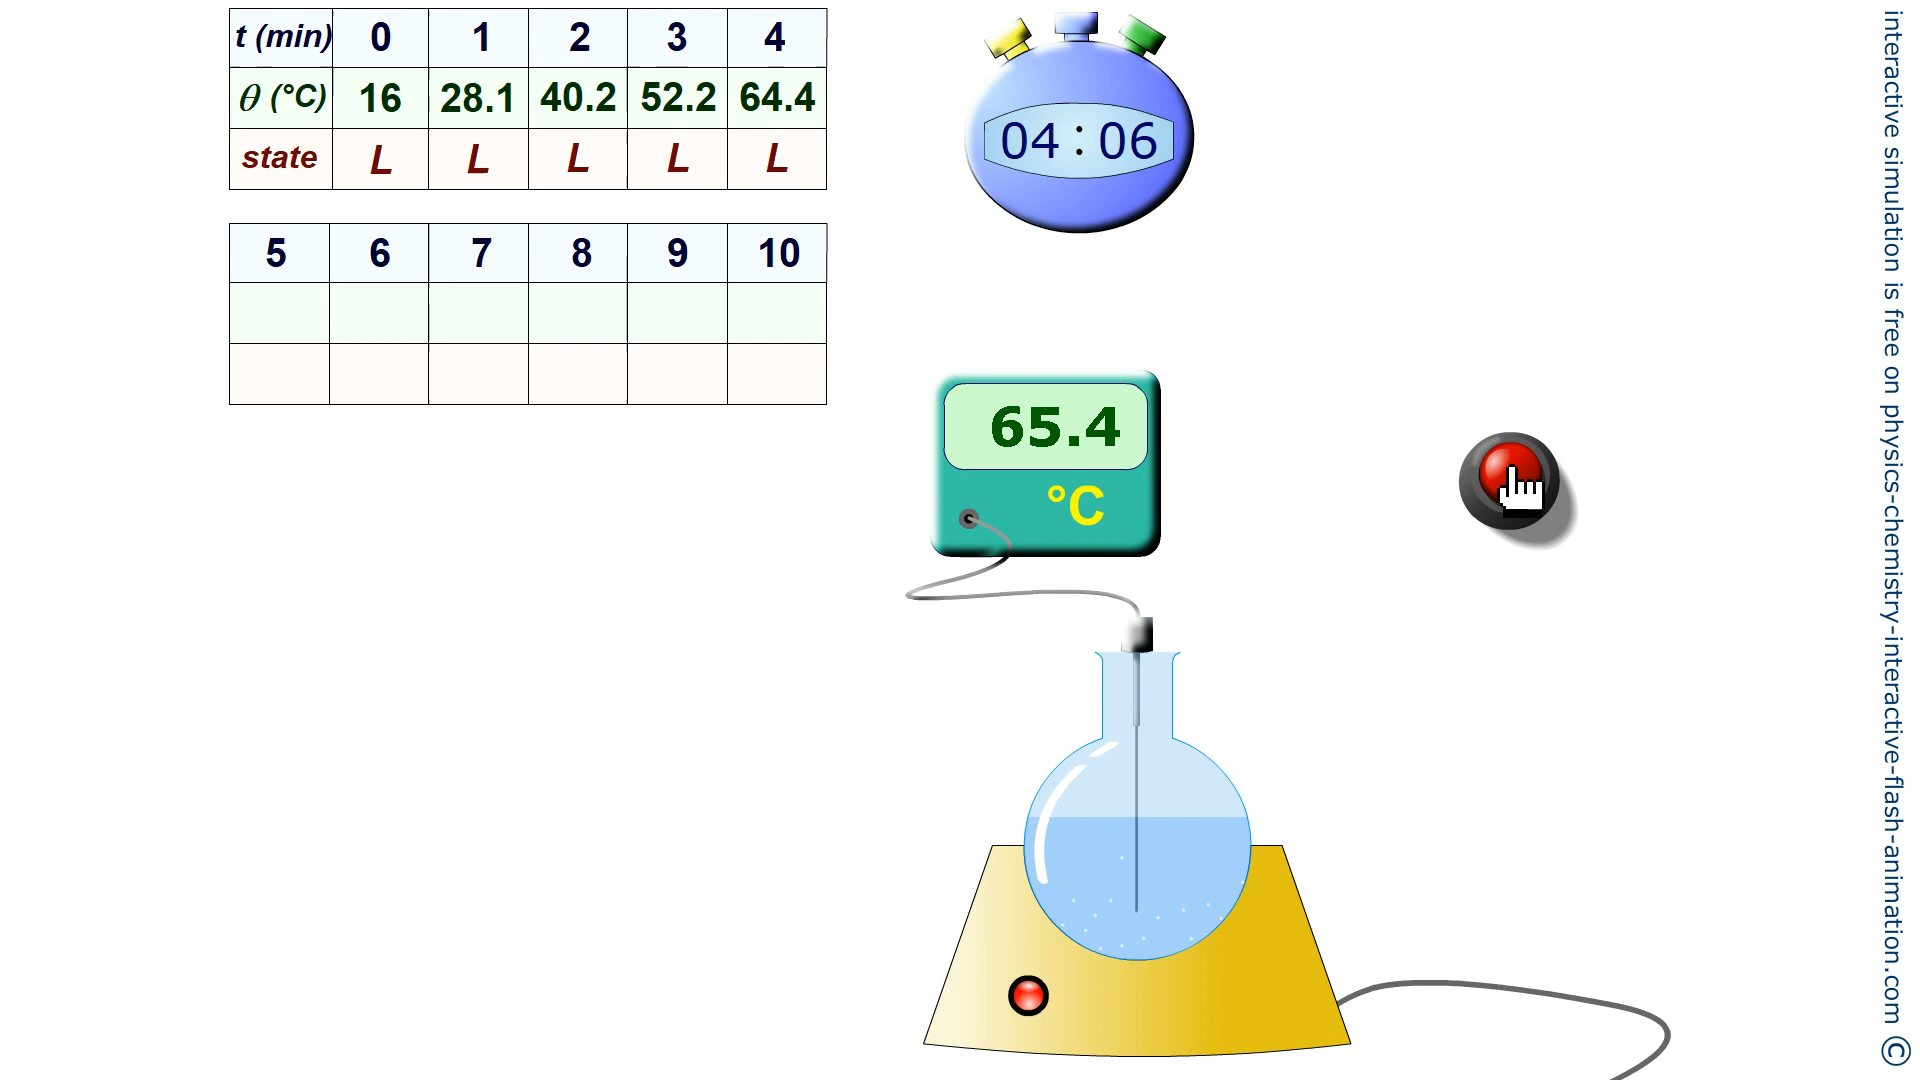 t (min) 0 1 2 3 4
θ (°C) 16 28.1 40.2 52.2 64.4
state L L L L L
5 6 7 8 9 10
04:06
65.4
°C
interactive simulation is free on physics-chemistry-interactive-flash-animation.com ©